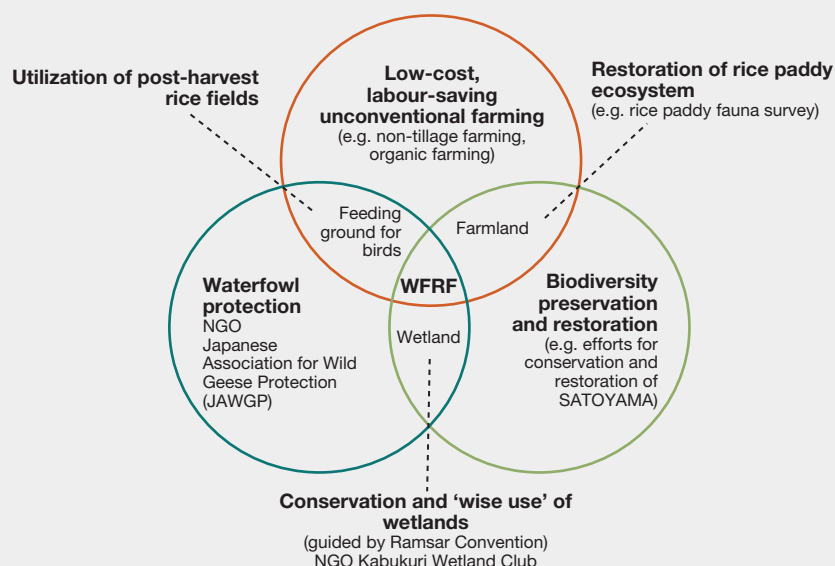 Utilization of post-harvest
rice fields
Low-cost,
labour-saving
unconventional farming
(e.g. non-tillage farming,
organic farming)
Restoration of rice paddy
ecosystem
(e.g. rice paddy fauna survey)
Feeding
ground for
birds
Farmland
WFRF
Waterfowl
protection
NGO
Japanese
Association for Wild
Geese Protection
(JAWGP)
Wetland
Biodiversity
preservation
and restoration
(e.g. efforts for
conservation and
restoration of
SATOYAMA)
Conservation and ‘wise use’ of
wetlands
(guided by Ramsar Convention)
NGO Kabukuri Wetland Club